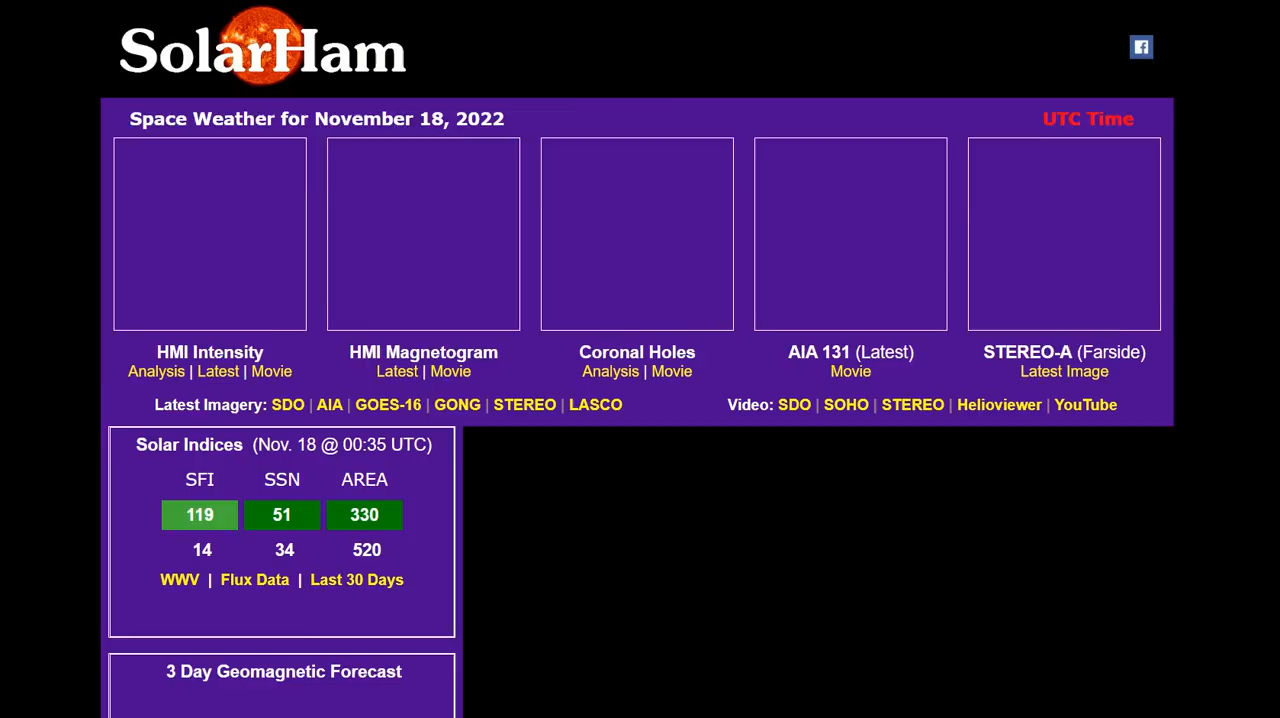 SolarHam
Space Weather for November 18, 2022
UTC Time
HMI Intensity
Analysis | Latest | Movie
HMI Magnetogram
Latest | Movie
Coronal Holes
Analysis | Movie
AIA 131 (Latest)
Movie
STEREO-A (Farside)
Latest Image
Latest Imagery: SDO | AIA | GOES-16 | GONG | STEREO | LASCO
Video: SDO | SOHO | STEREO | Helioviewer | YouTube
Solar Indices (Nov. 18 @ 00:35 UTC)
SFI SSN AREA
119 51 330
14 34 520
WWV | Flux Data | Last 30 Days
3 Day Geomagnetic Forecast